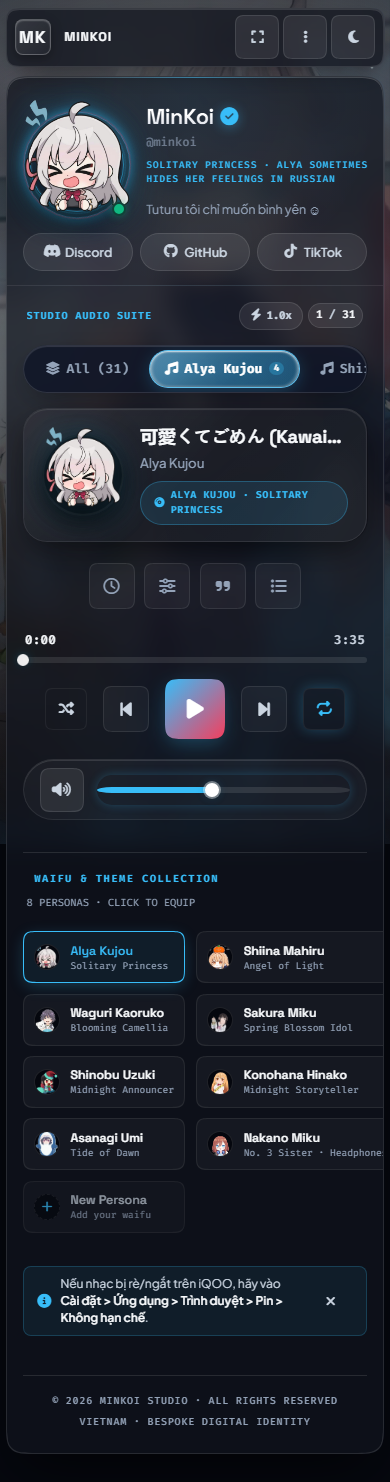 MK MINKOI
MinKoi
@minkoi
SOLITARY PRINCESS · ALYA SOMETIMES
HIDES HER FEELINGS IN RUSSIAN
Tuturu tôi chỉ muốn bình yên ☺
Discord GitHub TikTok
STUDIO AUDIO SUITE 1.0x 1 / 31
All (31) Alya Kujou 4 Shi
可愛くてごめん (Kawai...
Alya Kujou
ALYA KUJOU · SOLITARY
PRINCESS
0:00 3:35
WAIFU & THEME COLLECTION
8 PERSONAS · CLICK TO EQUIP
Alya Kujou
Solitary Princess
Shiina Mahiru
Angel of Light
Waguri Kaoruko
Blooming Camellia
Sakura Miku
Spring Blossom Idol
Shinobu Uzuki
Midnight Announcer
Konohana Hinako
Midnight Storyteller
Asanagi Umi
Tide of Dawn
Nakano Miku
No. 3 Sister · Headphone
New Persona
Add your waifu
Nếu nhạc bị rè/ngắt trên iQOO, hãy vào
Cài đặt > Ứng dụng > Trình duyệt > Pin >
Không hạn chế.
© 2026 MINKOI STUDIO · ALL RIGHTS RESERVED
VIETNAM · BESPOKE DIGITAL IDENTITY